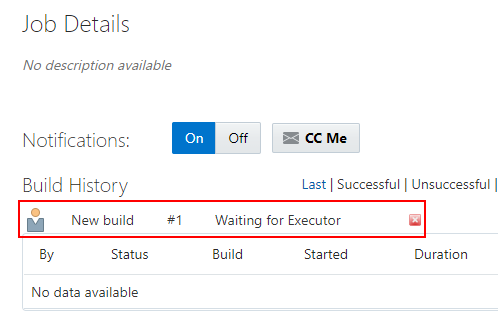 Job Details
No description available
Notifications: On Off CC Me
Build History Last | Successful | Unsuccessful |
New build #1 Waiting for Executor
By Status Build Started Duration
No data available